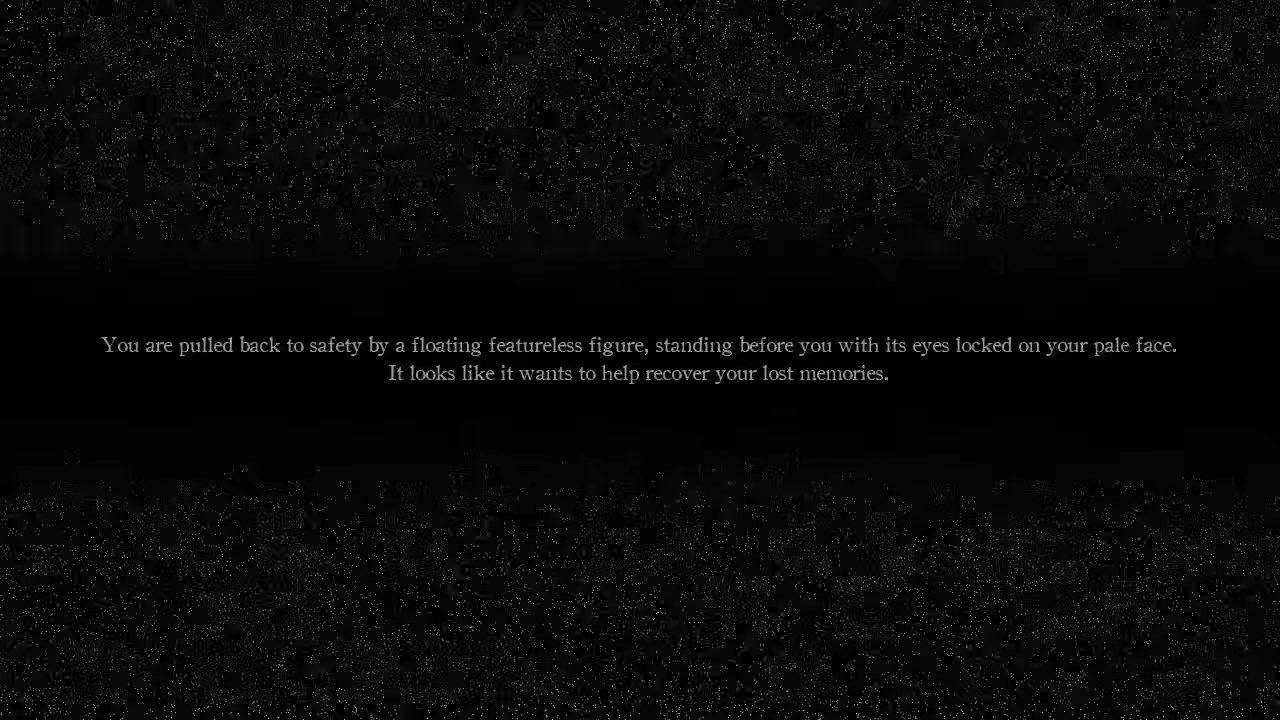 You are pulled back to safety by a floating featureless figure, standing before you with its eyes locked on your pale face.
It looks like it wants to help recover your lost memories.